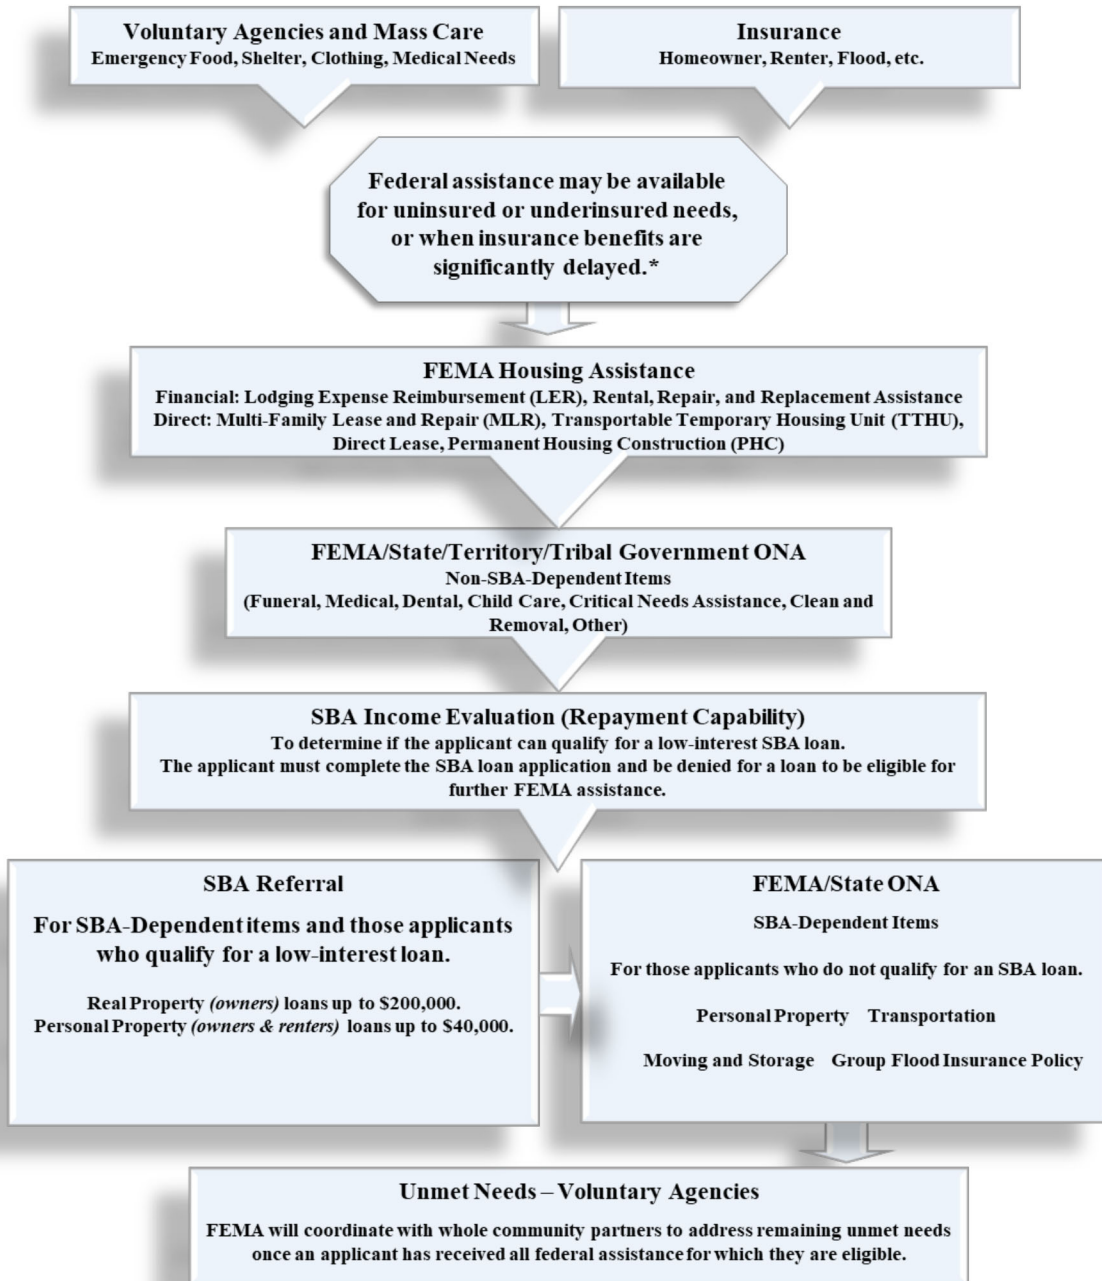 Voluntary Agencies and Mass Care
Emergency Food, Shelter, Clothing, Medical Needs
Insurance
Homeowner, Renter, Flood, etc.
Federal assistance may be available
for uninsured or underinsured needs,
or when insurance benefits are
significantly delayed.*
FEMA Housing Assistance
Financial: Lodging Expense Reimbursement (LER), Rental, Repair, and Replacement Assistance
Direct: Multi-Family Lease and Repair (MLR), Transportable Temporary Housing Unit (TTHU),
Direct Lease, Permanent Housing Construction (PHC)
FEMA/State/Territory/Tribal Government ONA
Non-SBA-Dependent Items
(Funeral, Medical, Dental, Child Care, Critical Needs Assistance, Clean and
Removal, Other)
SBA Income Evaluation (Repayment Capability)
To determine if the applicant can qualify for a low-interest SBA loan.
The applicant must complete the SBA loan application and be denied for a loan to be eligible for
further FEMA assistance.
SBA Referral
For SBA-Dependent items and those applicants
who qualify for a low-interest loan.
Real Property (owners) loans up to $200,000.
Personal Property (owners & renters) loans up to $40,000.
FEMA/State ONA
SBA-Dependent Items
For those applicants who do not qualify for an SBA loan.
Personal Property Transportation
Moving and Storage Group Flood Insurance Policy
Unmet Needs – Voluntary Agencies
FEMA will coordinate with whole community partners to address remaining unmet needs
once an applicant has received all federal assistance for which they are eligible.